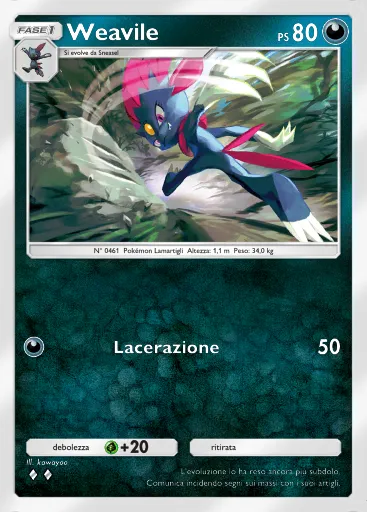 FASE 1
Weavile
PS 80
Si evolve da Sneasel
N° 0461 Pokémon Lamartigli Altezza: 1,1 m Peso: 34,0 kg
Lacerazione 50
debolezza +20 ritirata
Ill. kawayoo
L'evoluzione lo ha reso ancora più subdolo.
Comunica incidendo segni sui massi con i suoi artigli.